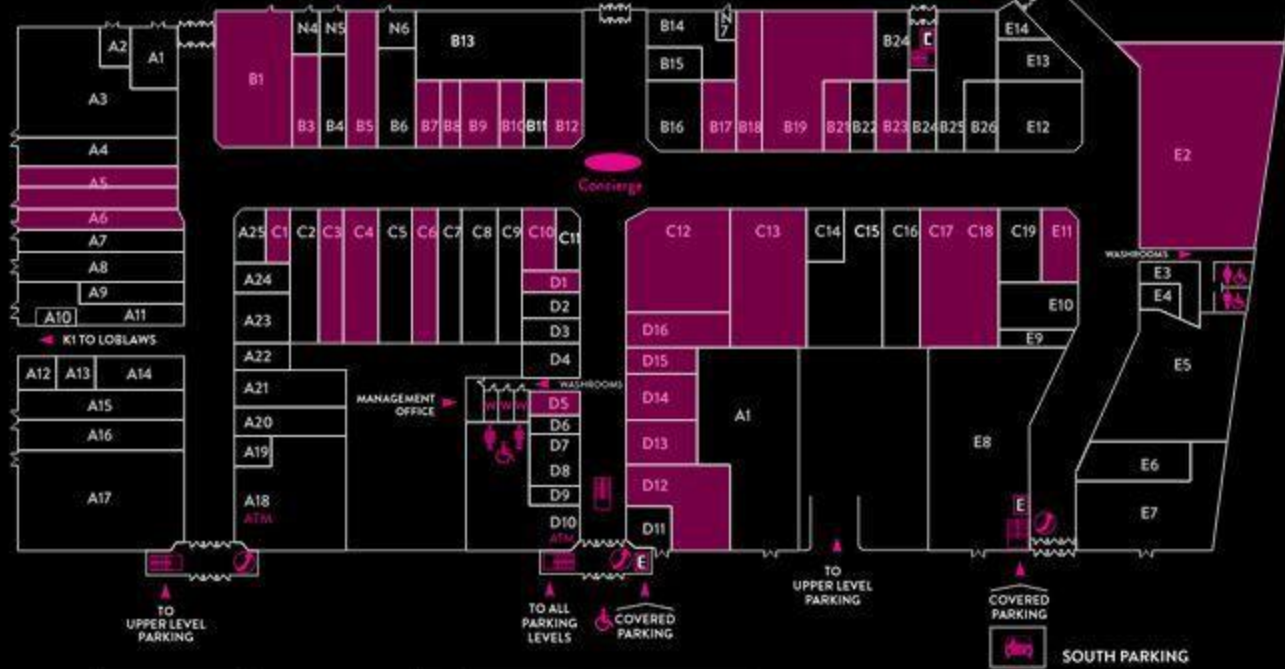 N4 N5 N6 B14 N7 B24 E E14
A2 A1 B1 B13 B15 E13
A3 B3 B4 B5 B6 B7 B8 B9 B10 B11 B12 B16 B17 B18 B19 B21 B22 B23 B24 B25 B26 E12
A4
A5
A6
A7
A8
A9
A10 A11
K1 TO LOBLAWS
A12 A13 A14
A15
A16
A17
Concierge
E2
A25 C1 C2 C3 C4 C5 C6 C7 C8 C9 C10 C11
C12 C13 C14 C15 C16 C17 C18 C19 E11
WASHROOMS
A24
A23
A22
A21
A20
A19
A18
ATM
D1
D2
D3
D4
WASHROOMS
MANAGEMENT
OFFICE
W W W
D5
D6
D7
D8
D9
D10
ATM
D16
D15
D14
D13
D12
D11
A1
E10
E9
E8
E3
E4
E5
E6
E7
E
E
TO
UPPER LEVEL
PARKING
TO ALL
PARKING
LEVELS
COVERED
PARKING
TO
UPPER LEVEL
PARKING
COVERED
PARKING
SOUTH PARKING